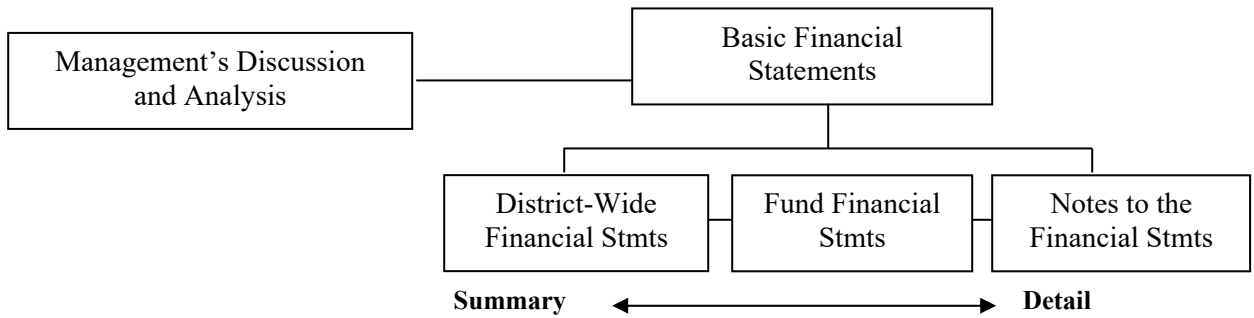 Management’s Discussion
and Analysis
Basic Financial
Statements
District-Wide
Financial Stmts
Fund Financial
Stmts
Notes to the
Financial Stmts
Summary
Detail